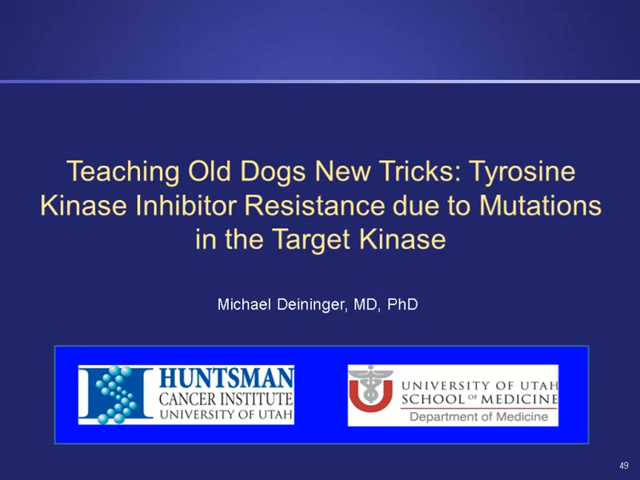 Teaching Old Dogs New Tricks: Tyrosine
Kinase Inhibitor Resistance due to Mutations
in the Target Kinase
Michael Deininger, MD, PhD
HUNTSMAN
CANCER INSTITUTE
UNIVERSITY OF UTAH
UNIVERSITY OF UTAH
SCHOOL OF MEDICINE
Department of Medicine
49